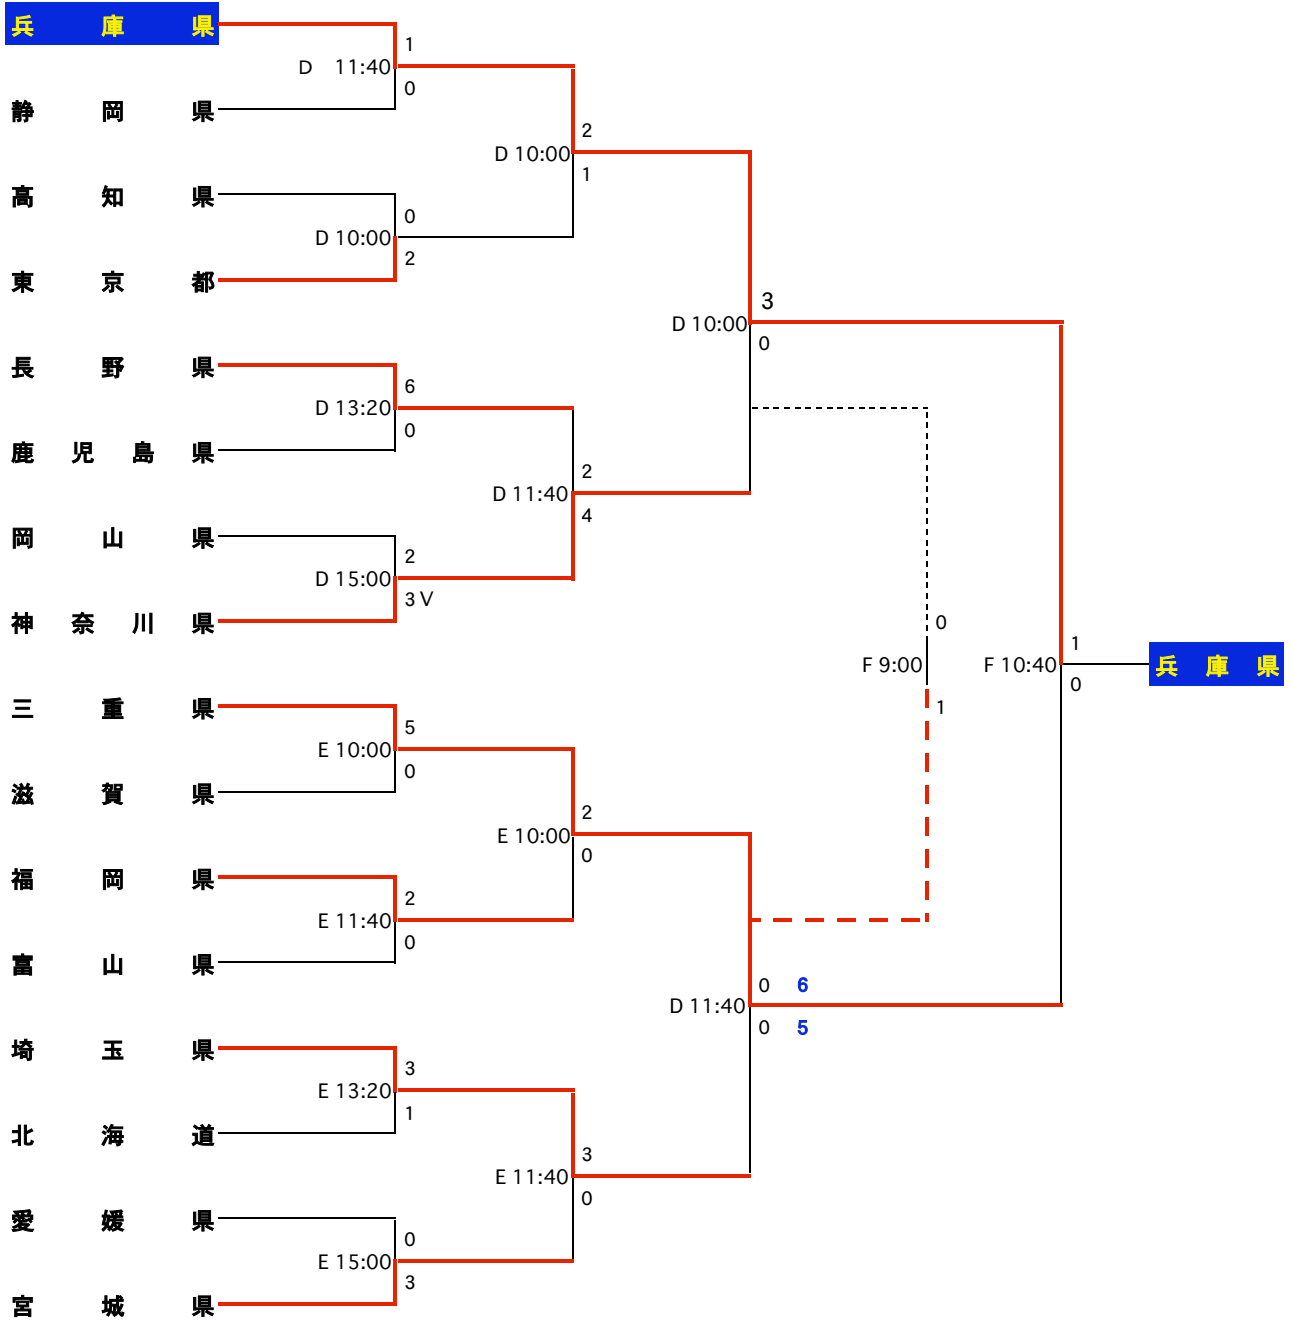 兵庫県
1
D 11:40
0
静岡県
2
D 10:00
1
高知県
0
D 10:00
2
東京都
3
D 10:00
0
長野県
6
D 13:20
0
鹿児島県
2
D 11:40
4
岡山県
2
D 15:00
3 V
神奈川県
0
F 9:00
1
1
F 10:40
0
兵庫県
三重県
5
E 10:00
0
滋賀県
2
E 10:00
0
福岡県
2
E 11:40
0
富山県
0 6
D 11:40
0 5
埼玉県
3
E 13:20
1
北海道
3
E 11:40
0
愛媛県
0
E 15:00
3
宮城県